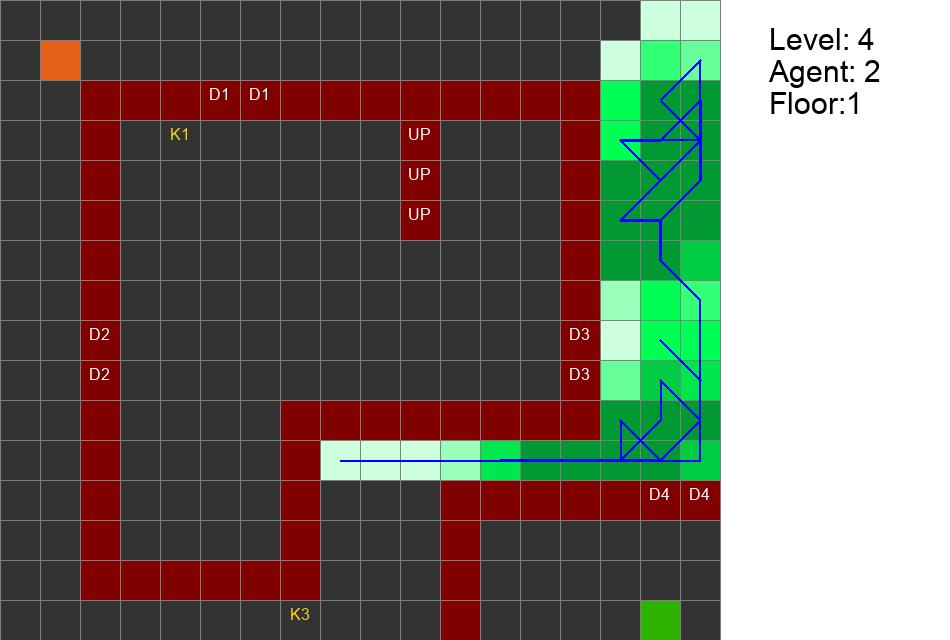 Level: 4
Agent: 2
Floor:1
D1 D1
K1 UP
UP
UP
D2 D3
D2 D3
D4 D4
K3